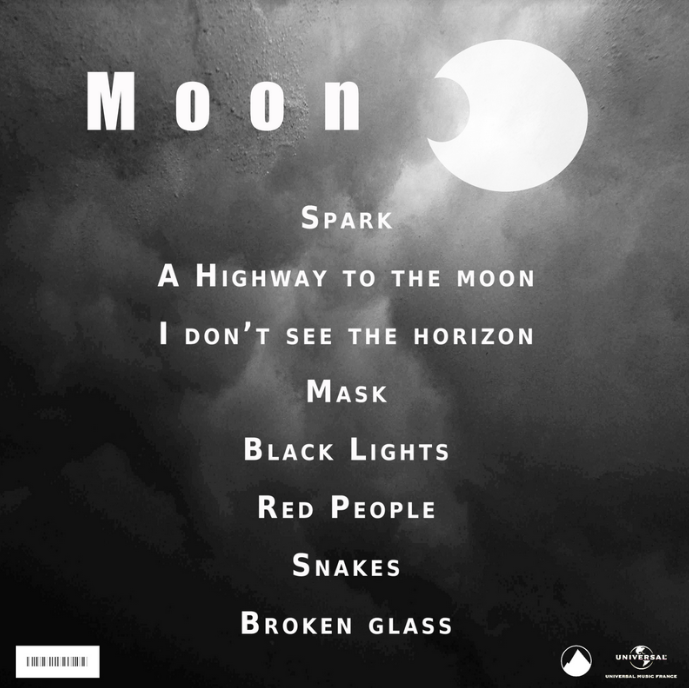 Moon
Spark
A Highway to the moon
I don't see the horizon
Mask
Black Lights
Red People
Snakes
Broken glass
UNIVERSAL
UNIVERSAL MUSIC FRANCE